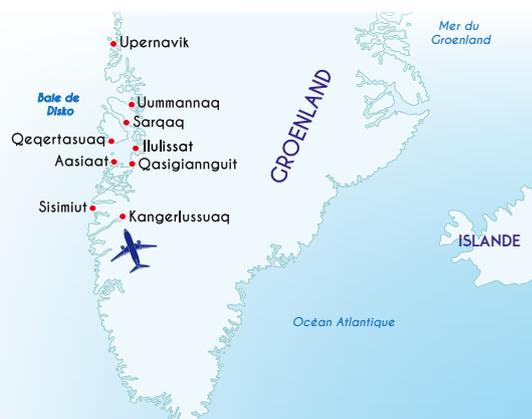 Mer du
Groenland
Upernavik
GROENLAND
Baie de
Disko
Uummannaq
Sarqaq
Qeqertasuaq
Ilulissat
Aasiaat
Qasigiannguit
Sisimiut
Kangerlussuaq
ISLANDE
Océan Atlantique